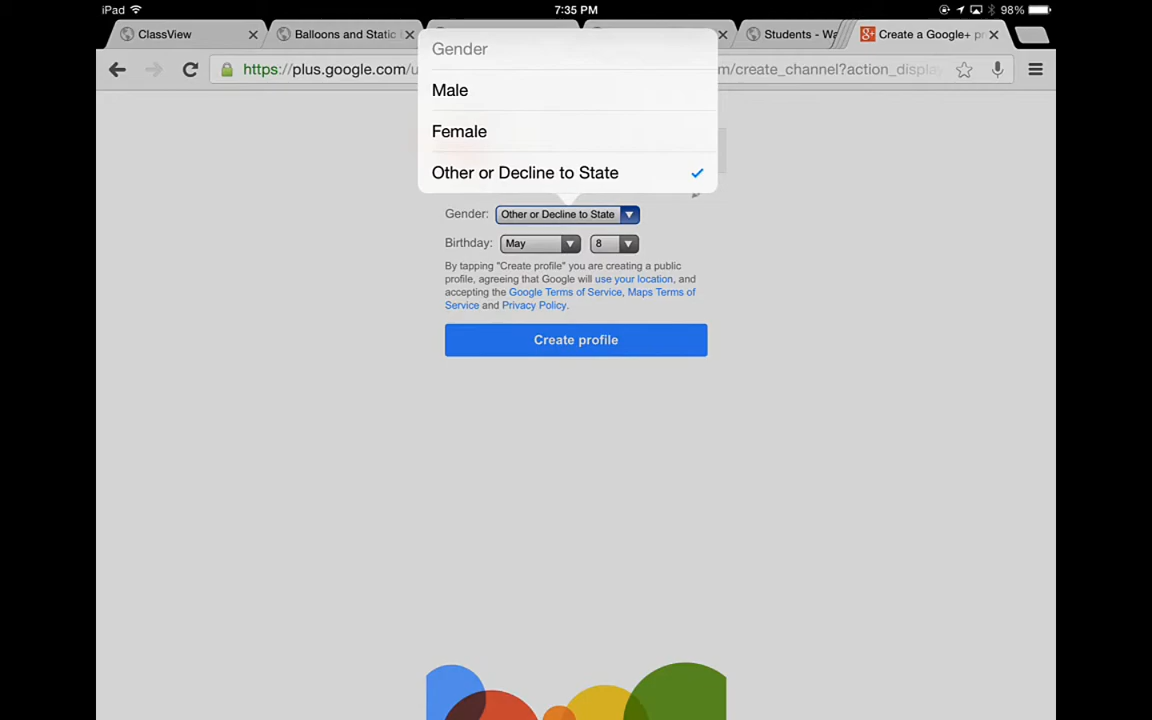 iPad 7:35 PM 98%
ClassView Balloons and Static Students - Wa Create a Google+ pr
https://plus.google.com/u m/create_channel?action_display
Gender
Male
Female
Other or Decline to State
Gender: Other or Decline to State
Birthday: May 8
By tapping "Create profile" you are creating a public
profile, agreeing that Google will use your location, and
accepting the Google Terms of Service, Maps Terms of
Service and Privacy Policy.
Create profile